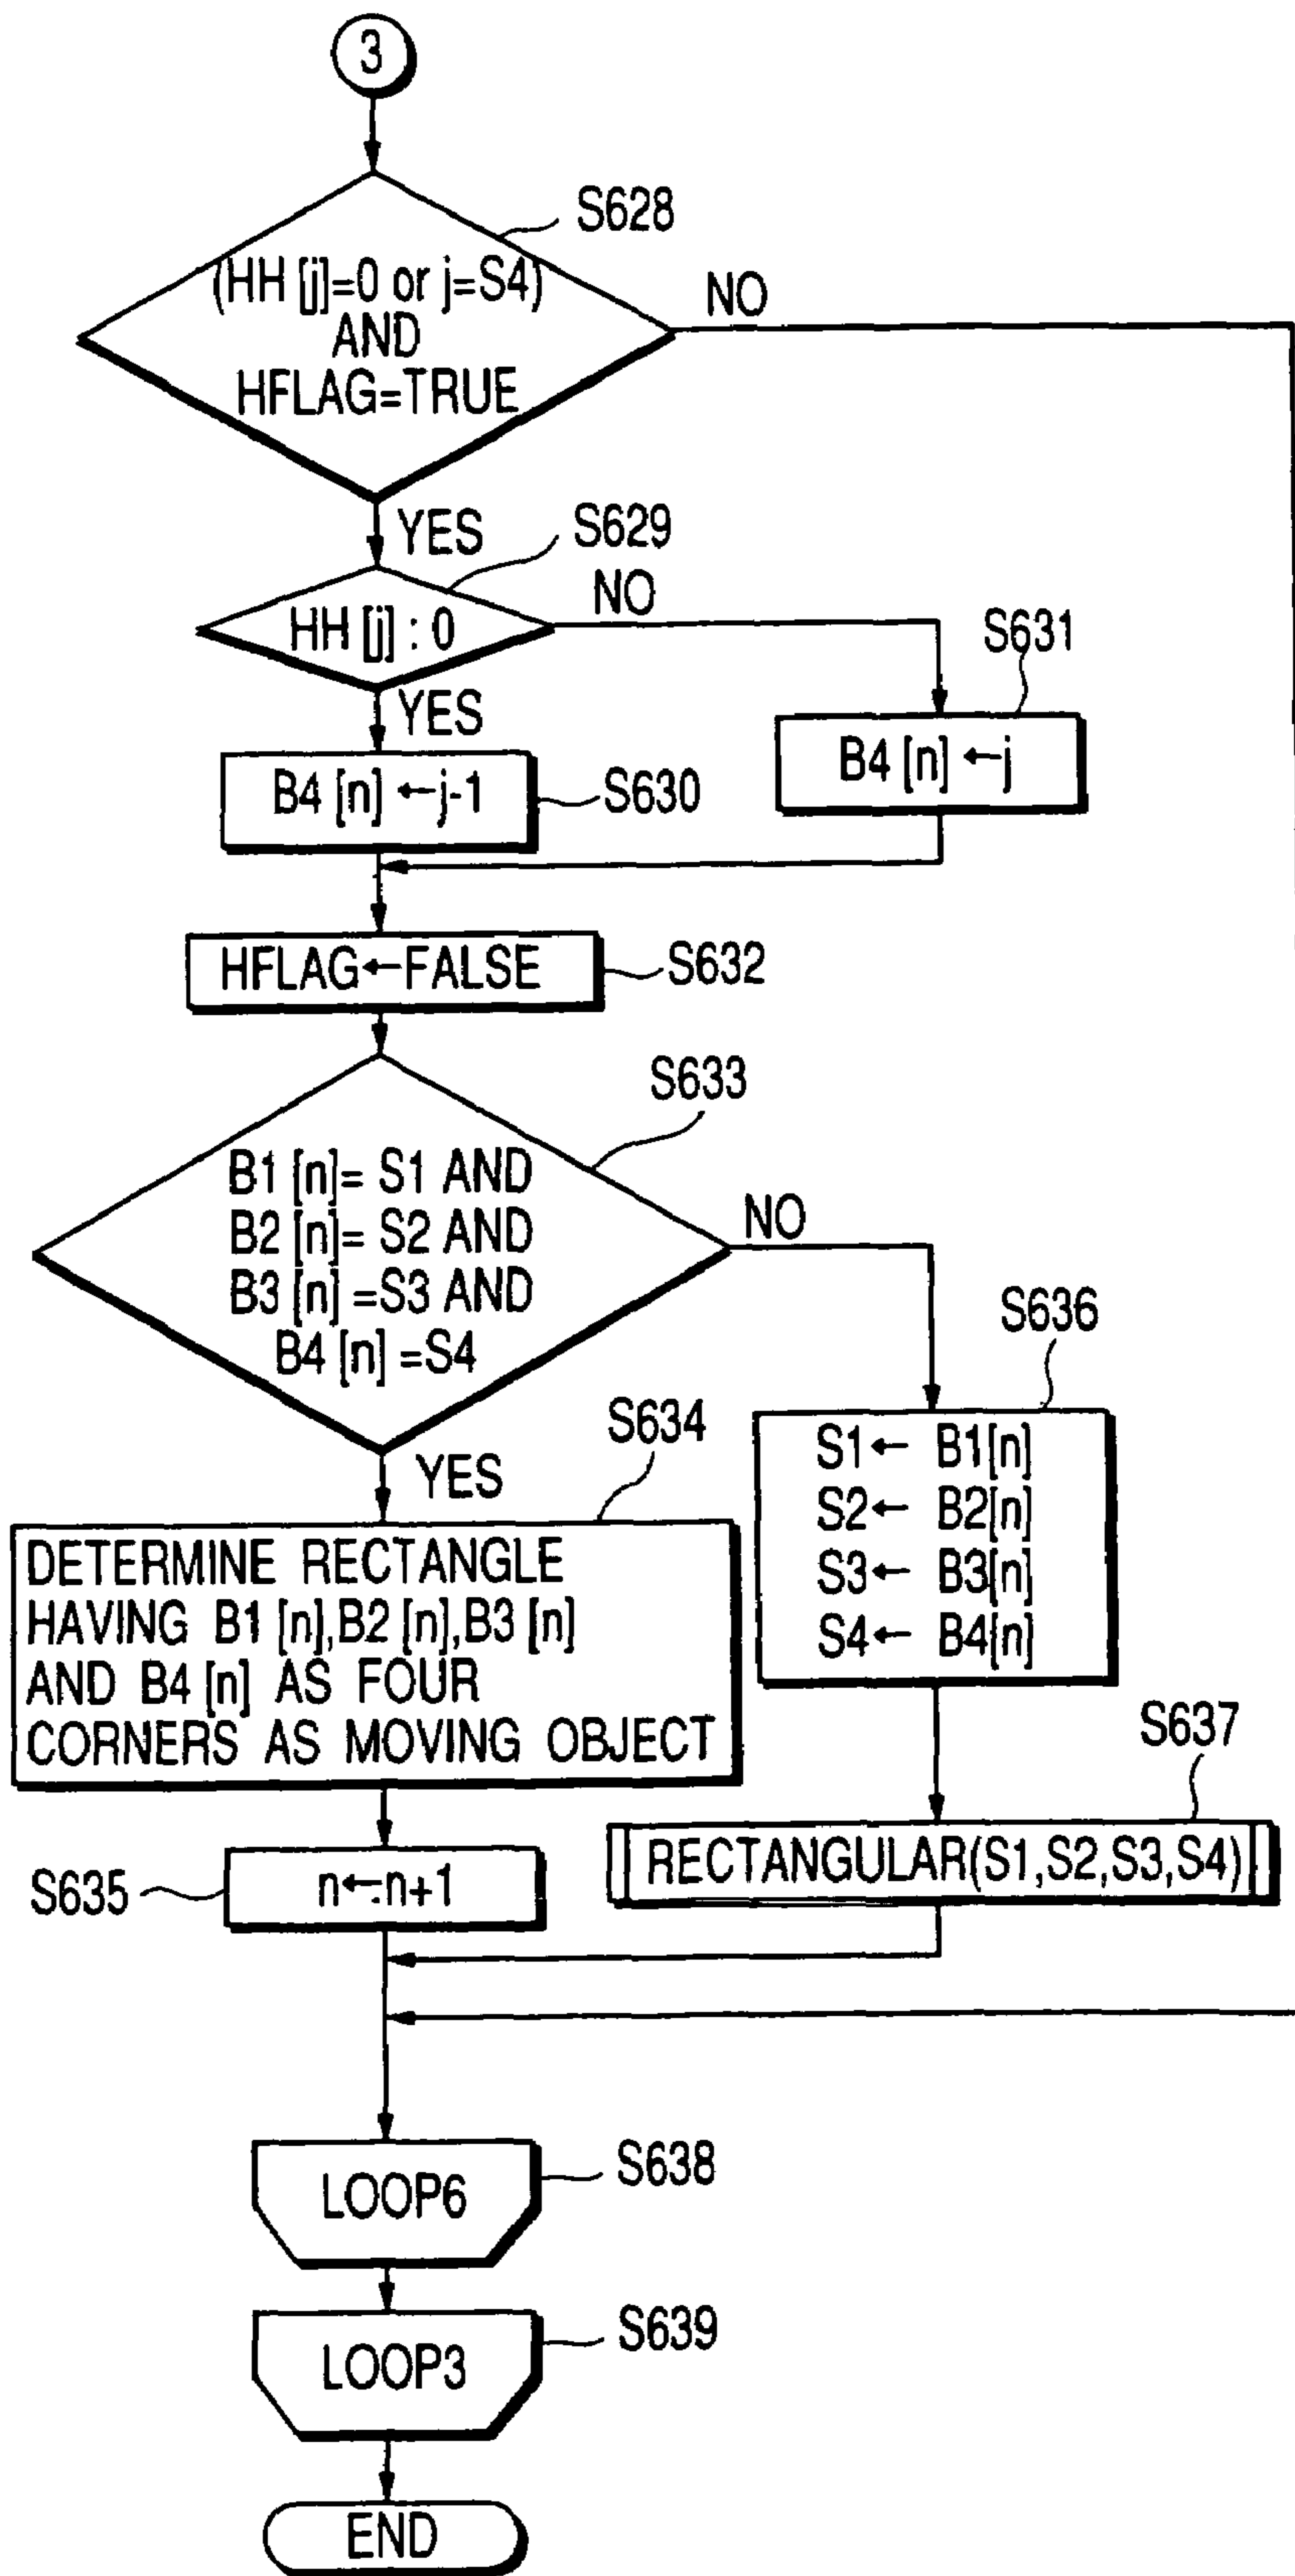 3
S628
(HH [j]=0 or j=S4)
AND
HFLAG=TRUE
NO
YES
S629
HH [j] : 0
NO
S631
YES
B4 [n] ←j-1
S630
B4 [n] ←j
HFLAG←FALSE
S632
S633
B1 [n]= S1 AND
B2 [n]= S2 AND
B3 [n] =S3 AND
B4 [n] =S4
NO
S636
S634
YES
S1← B1[n]
S2← B2[n]
S3← B3[n]
S4← B4[n]
DETERMINE RECTANGLE
HAVING B1 [n],B2 [n],B3 [n]
AND B4 [n] AS FOUR
CORNERS AS MOVING OBJECT
S637
RECTANGULAR(S1,S2,S3,S4)
S635
n←n+1
LOOP6
S638
LOOP3
S639
END